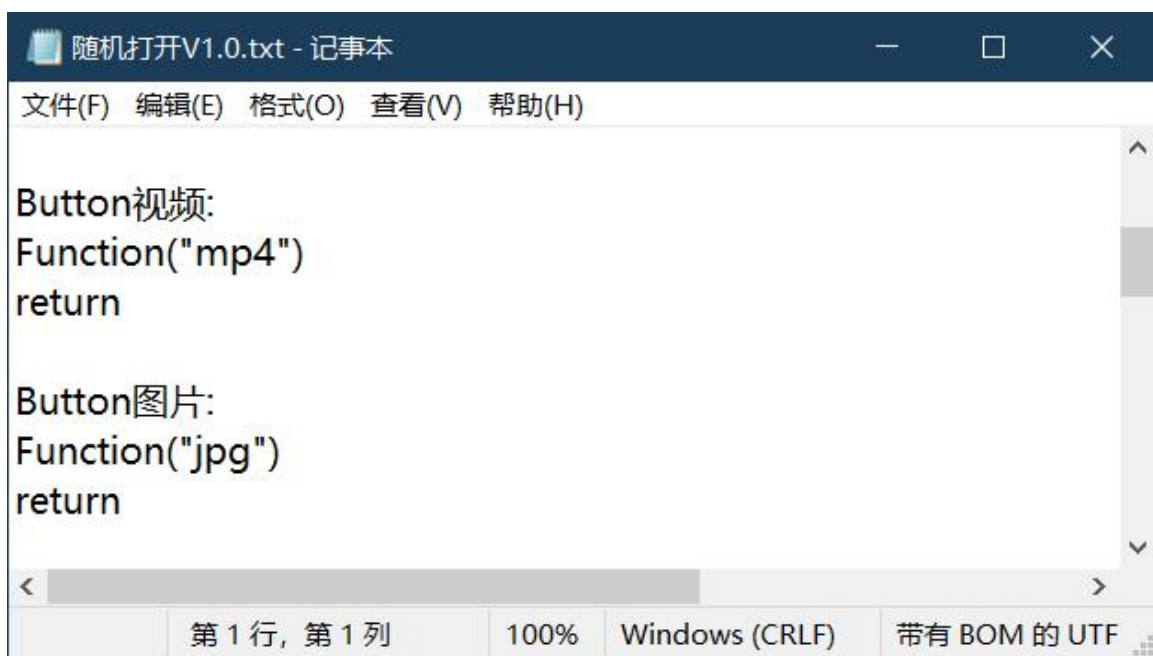 随机打开V1.0.txt - 记事本
文件(F) 编辑(E) 格式(O) 查看(V) 帮助(H)
Button视频:
Function("mp4")
return
Button图片:
Function("jpg")
return
第 1 行，第 1 列 100% Windows (CRLF) 带有 BOM 的 UTF